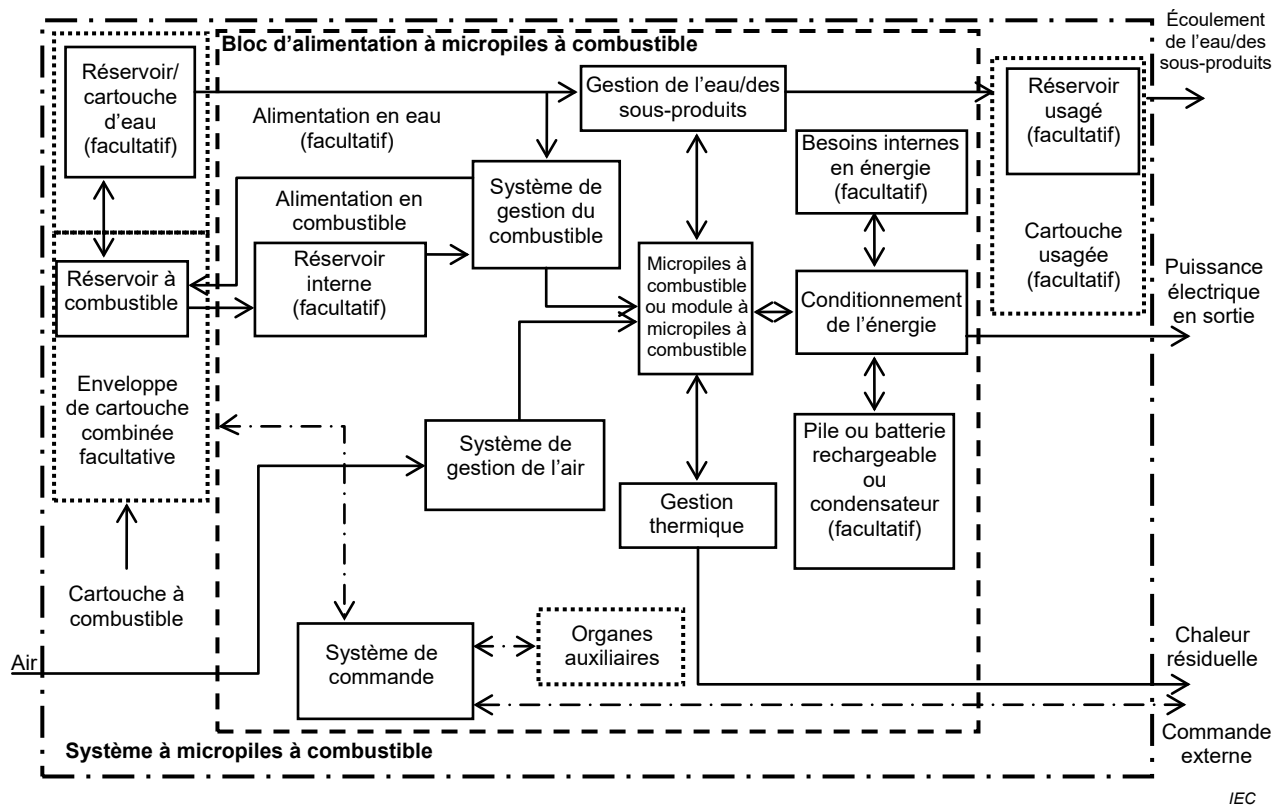 Écoulement
de l'eau/des
sous-produits
Bloc d'alimentation à micropiles à combustible
Réservoir/
cartouche
d'eau
(facultatif)
Alimentation en eau
(facultatif)
Gestion de l'eau/des
sous-produits
Réservoir
usagé
(facultatif)
Cartouche
usagée
(facultatif)
Besoins internes
en énergie
(facultatif)
Système de
gestion du
combustible
Alimentation en
combustible
Réservoir à
combustible
Réservoir
interne
(facultatif)
Micropiles à
combustible
ou module à
micropiles à
combustible
Conditionnement
de l'énergie
Puissance
électrique
en sortie
Enveloppe
de cartouche
combinée
facultative
Système de
gestion de l'air
Pile ou batterie
rechargeable
ou
condensateur
(facultatif)
Gestion
thermique
Cartouche à
combustible
Air
Système de
commande
Organes
auxiliaires
Chaleur
résiduelle
Commande
externe
Système à micropiles à combustible
IEC